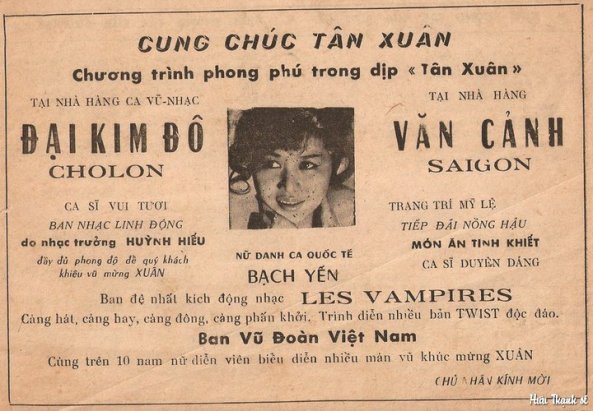 CUNG CHÚC TÂN XUÂN
Chương trình phong phú trong dịp « Tân Xuân »
TẠI NHÀ HÀNG CA VŨ-NHẠC
ĐẠI KIM ĐÔ
CHOLON
CA SĨ VUI TƯƠI
BAN NHẠC LINH ĐỘNG
do nhạc trưởng HUỲNH HIẾU
đầy đủ phong độ đề quý khách
khiêu vũ mừng XUÂN
NỮ DANH CA QUỐC TẾ
BẠCH YẾN
TẠI NHÀ HÀNG
VĂN CẢNH
SAIGON
TRANG TRÍ MỸ LỆ
TIẾP ĐÃI NỒNG HẬU
MÓN ĂN TINH KHIẾT
CA SĨ DUYÊN DÁNG
Ban đệ nhất kích động nhạc LES VAMPIRES
Càng hát, càng hay, càng đông, càng phấn khởi. Trình diễn nhiều bản TWIST độc đáo.
Ban Vũ Đoàn Việt Nam
Cùng trên 10 nam nữ diễn viên biểu diễn nhiều màn vũ khúc mừng XUÂN
CHỦ NHÂN KÍNH MỜI
Hoài Thanh st